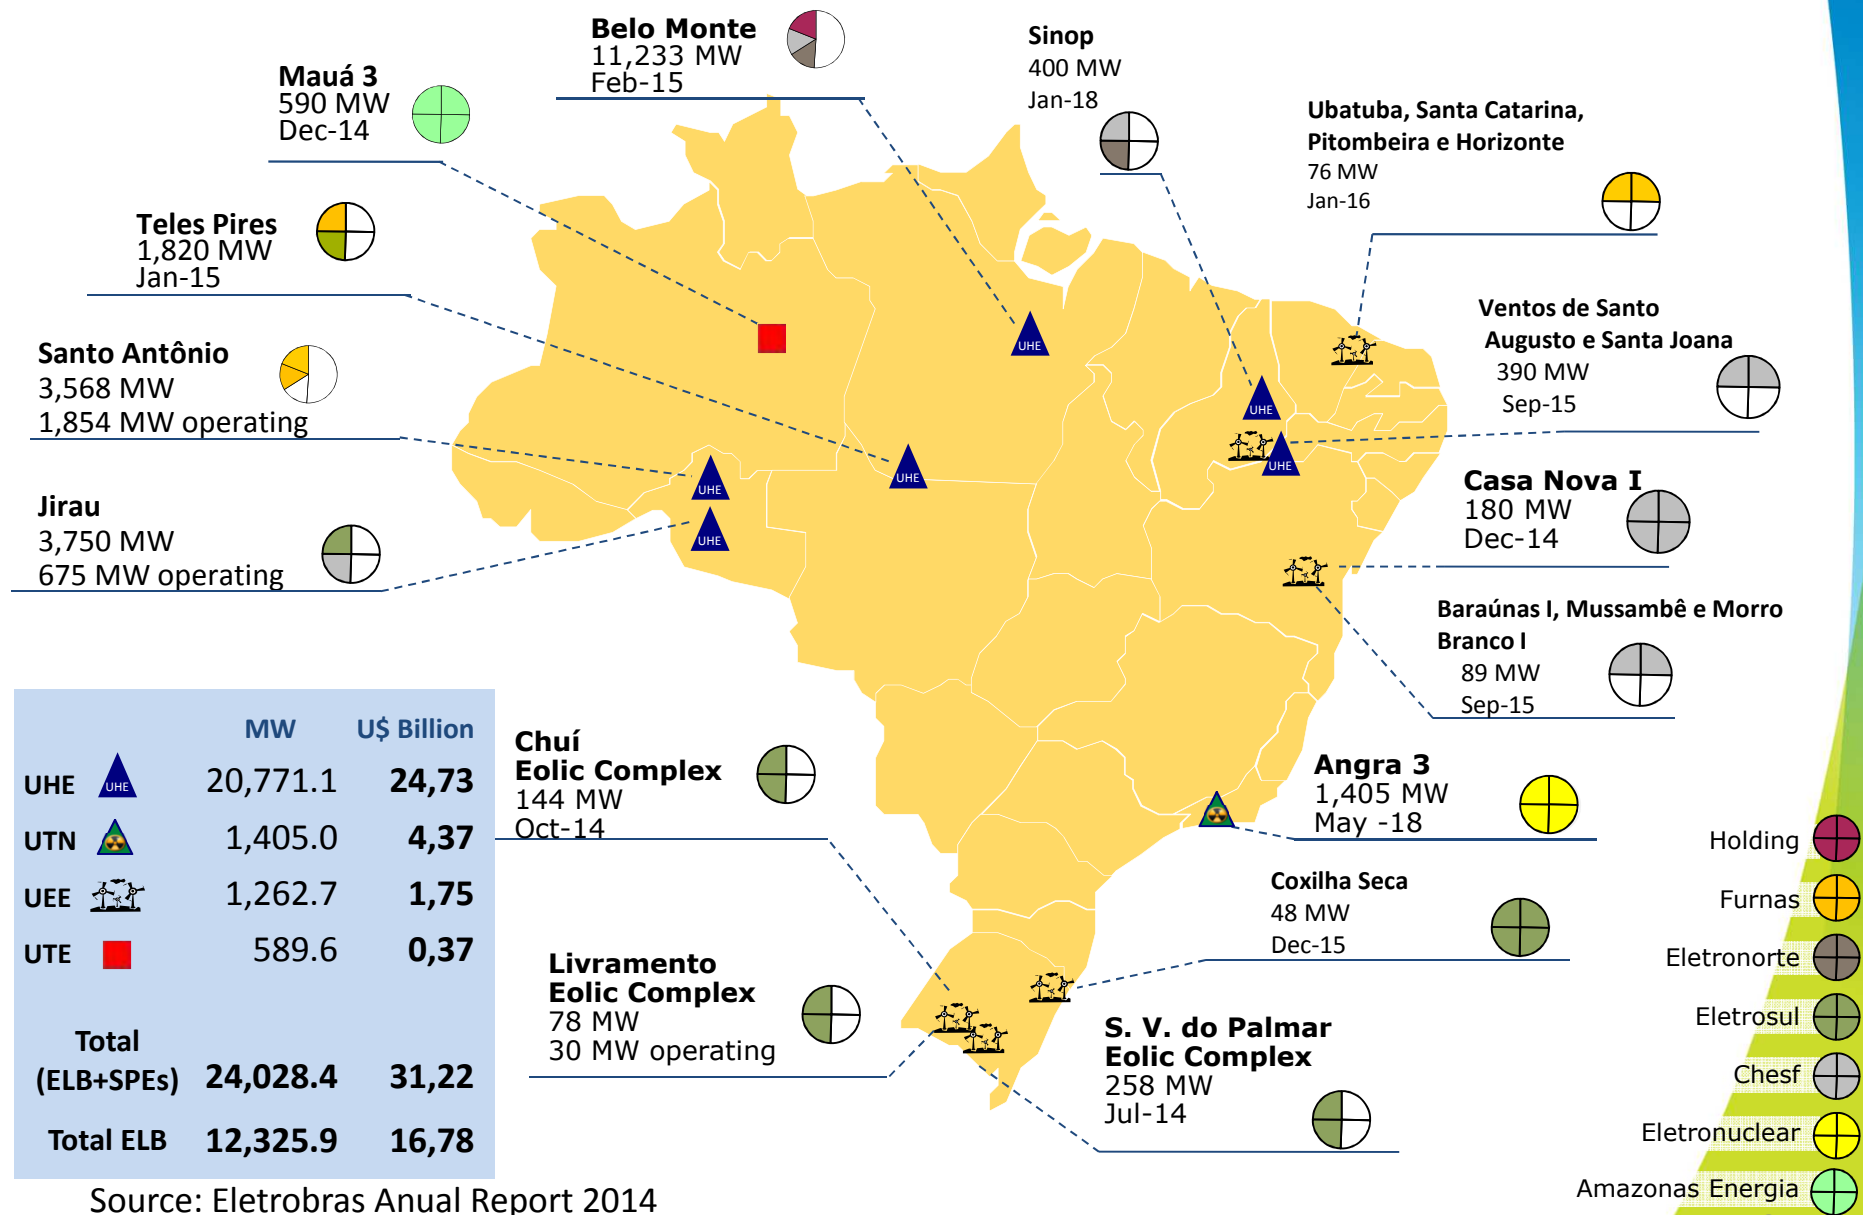 Belo Monte
11,233 MW
Feb-15
Sinop
400 MW
Jan-18
Mauá 3
590 MW
Dec-14
Ubatuba, Santa Catarina,
Pitombeira e Horizonte
76 MW
Jan-16
Teles Pires
1,820 MW
Jan-15
Ventos de Santo
Augusto e Santa Joana
390 MW
Sep-15
Santo Antônio
3,568 MW
1,854 MW operating
Casa Nova I
180 MW
Dec-14
Jirau
3,750 MW
675 MW operating
Baraúnas I, Mussambê e Morro
Branco I
89 MW
Sep-15
UHE
UHE
UHE
UHE
UHE
UHE
MW U$ Billion
UHE UHE 20,771.1 24,73
UTN 1,405.0 4,37
UEE 1,262.7 1,75
UTE 589.6 0,37
Total
(ELB+SPEs) 24,028.4 31,22
Total ELB 12,325.9 16,78
Chuí
Eolic Complex
144 MW
Oct-14
Angra 3
1,405 MW
May -18
Coxilha Seca
48 MW
Dec-15
Livramento
Eolic Complex
78 MW
30 MW operating
S. V. do Palmar
Eolic Complex
258 MW
Jul-14
Holding
Furnas
Eletronorte
Eletrosul
Chesf
Eletronuclear
Amazonas Energia
Source: Eletrobras Anual Report 2014